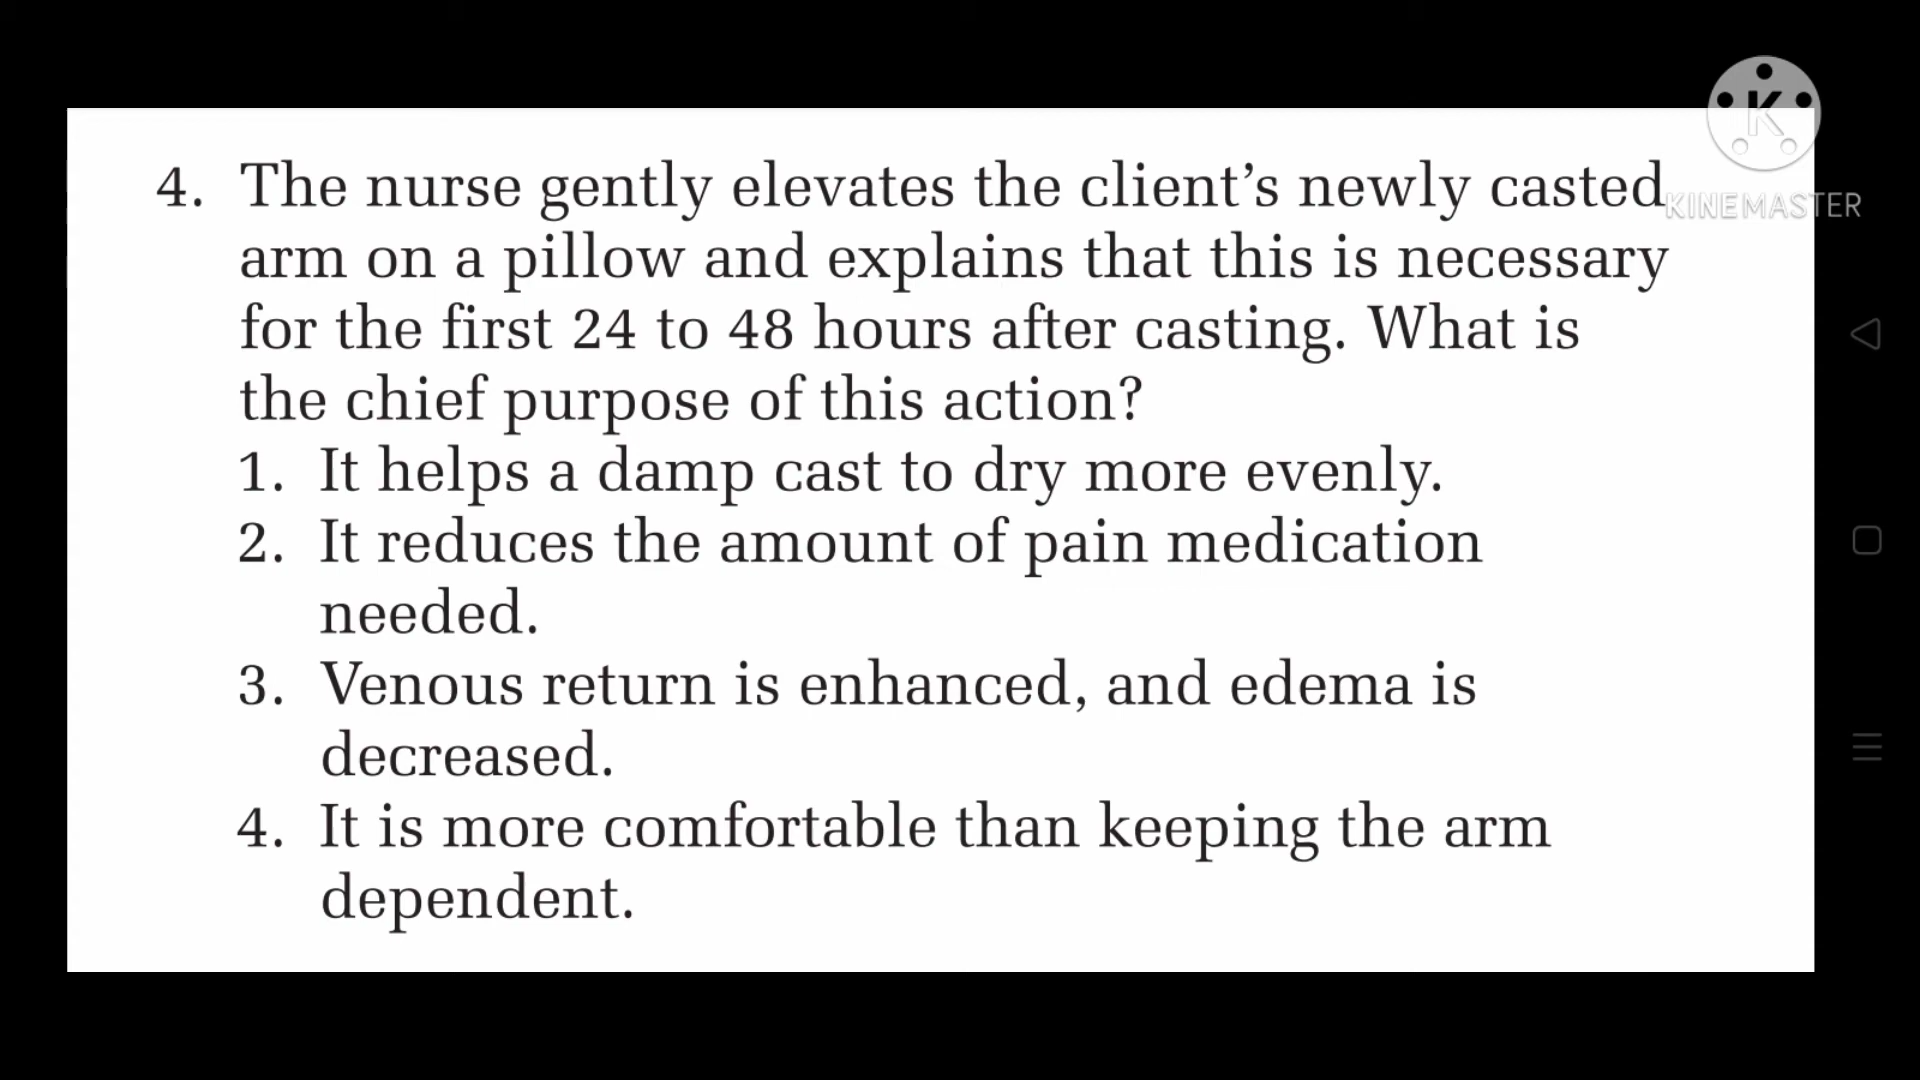 K
KINEMASTER
4. The nurse gently elevates the client’s newly casted
arm on a pillow and explains that this is necessary
for the first 24 to 48 hours after casting. What is
the chief purpose of this action?
1. It helps a damp cast to dry more evenly.
2. It reduces the amount of pain medication
needed.
3. Venous return is enhanced, and edema is
decreased.
4. It is more comfortable than keeping the arm
dependent.